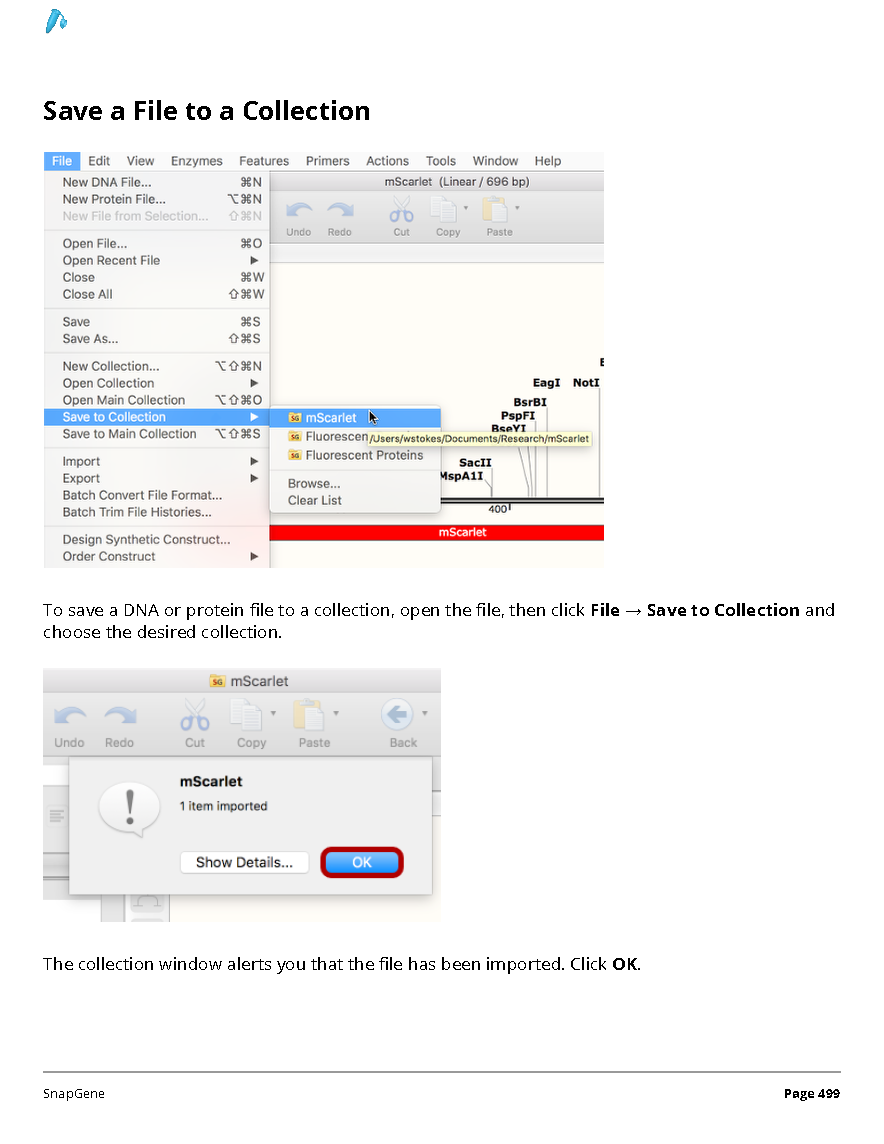 Save a File to a Collection
File Edit View Enzymes Features Primers Actions Tools Window Help
New DNA File... ⌘N
mScarlet (Linear / 696 bp)
New Protein File... ⌥⌘N
New File from Selection... ⇧⌘N
Undo Redo Cut Copy Paste
Open File... ⌘O
Open Recent File ▶
Close ⌘W
Close All ⇧⌘W
Save ⌘S
Save As... ⇧⌘S
New Collection... ⌥⇧⌘N
Open Collection ▶
EagI NotI
Open Main Collection ⌥⇧⌘O
BsrBI
Save to Collection ▶
mScarlet
PspFI
BseYI
Save to Main Collection ⌥⇧⌘S
/Users/wstokes/Documents/Research/mScarlet
Fluorescent Proteins
Import ▶
SacII
Export ▶
MspA1I
Browse...
Batch Convert File Format...
Clear List
Batch Trim File Histories...
400
Design Synthetic Construct...
mScarlet
Order Construct ▶
To save a DNA or protein file to a collection, open the file, then click File → Save to Collection and
choose the desired collection.
SG mScarlet
Undo Redo Cut Copy Paste Back
mScarlet
1 item imported
Show Details... OK
The collection window alerts you that the file has been imported. Click OK.
SnapGene Page 499